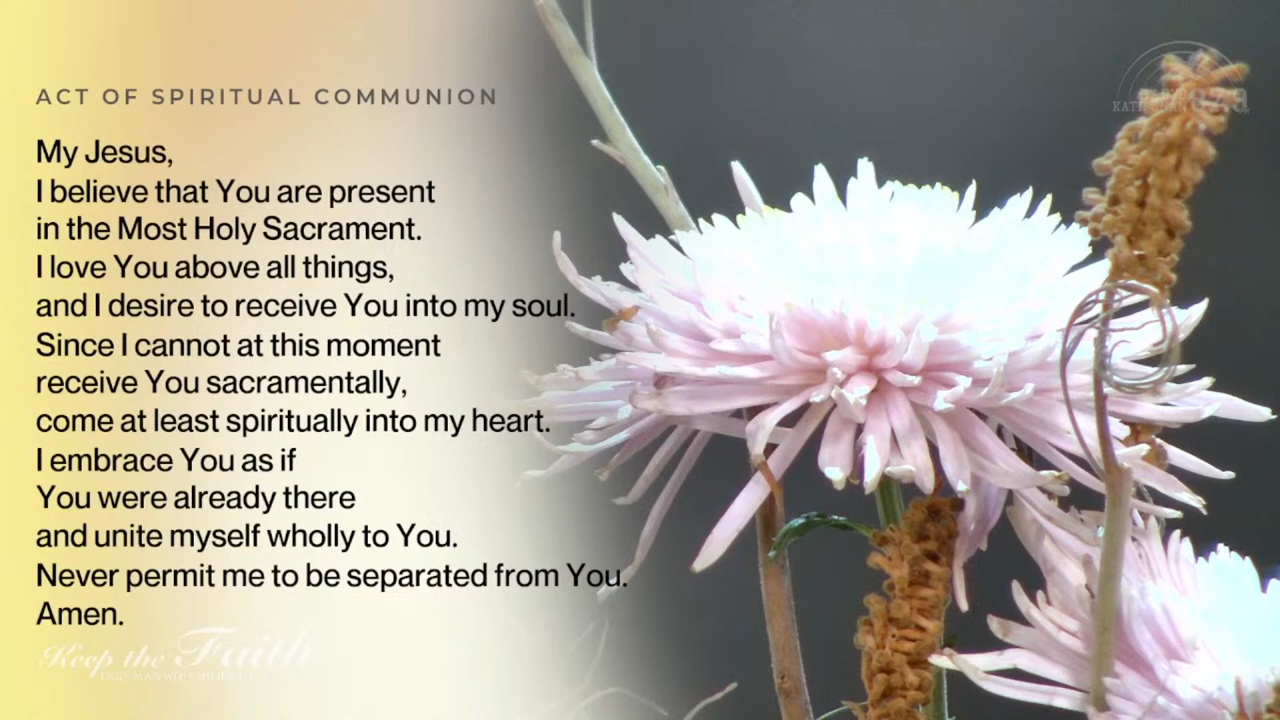 ACT OF SPIRITUAL COMMUNION
My Jesus,
I believe that You are present
in the Most Holy Sacrament.
I love You above all things,
and I desire to receive You into my soul.
Since I cannot at this moment
receive You sacramentally,
come at least spiritually into my heart.
I embrace You as if
You were already there
and unite myself wholly to You.
Never permit me to be separated from You.
Amen.
Keep the Faith